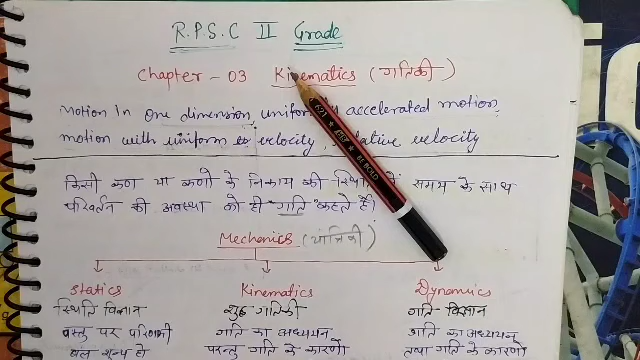 R.P.S.C II Grade
Chapter - 03 Kinematics (गतिकी)
Motion in one dimension, uniformly accelerated motion,
motion with uniform velocity, relative velocity
किसी कण या कणों के निकाय की स्थिति में समय के साथ
परिवर्तन की अवस्था को ही गति कहते हैं।
Mechanics (यांत्रिकी)
Statics Kinematics Dynamics
स्थिति विज्ञान शुद्ध गतिकी गति विज्ञान
वस्तु पर परिणामी गति का अध्ययन गति का अध्ययन
बल शून्य हो परन्तु गति के कारणों तथा गति के कारणों